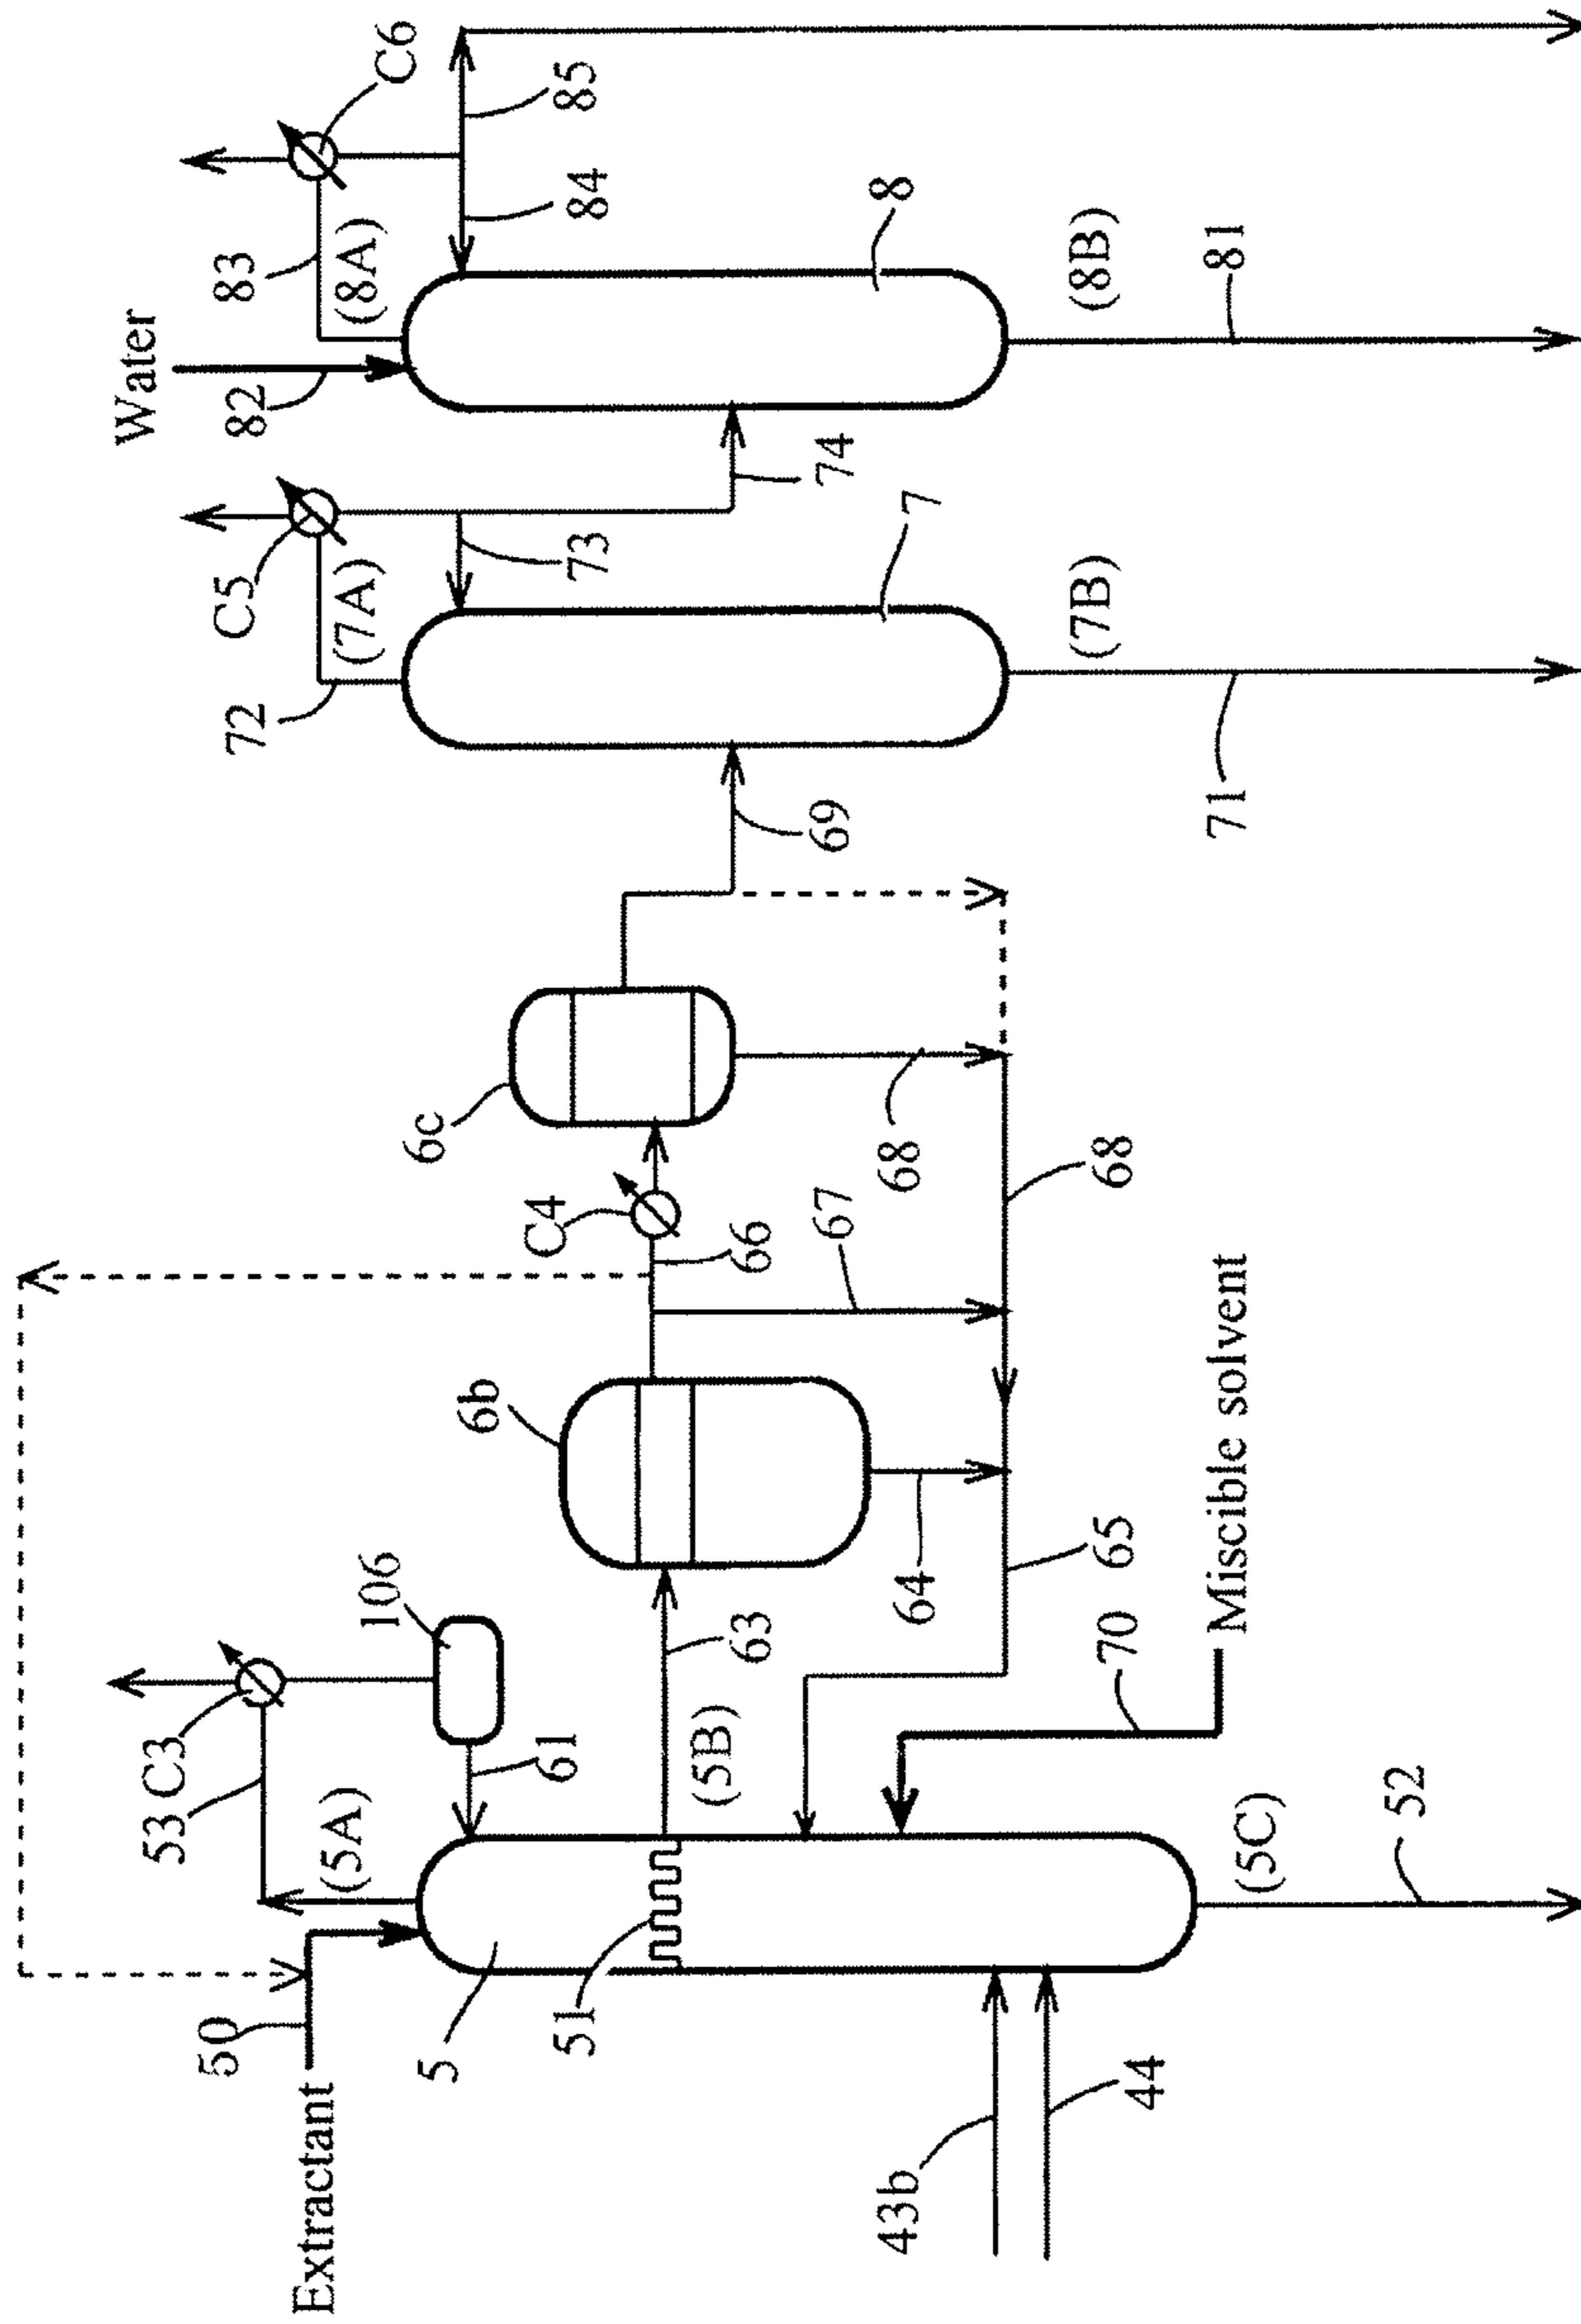 Extractant
50
5
51
43b
44
53
C3
(5A)
106
61
63
(5B)
64
65
70
Miscible solvent
(5C)
52
6b
66
67
C4
6c
68
68
69
72
C5
(7A)
73
74
7
(7B)
71
Water
82
83
(8A)
C6
84
85
8
(8B)
81